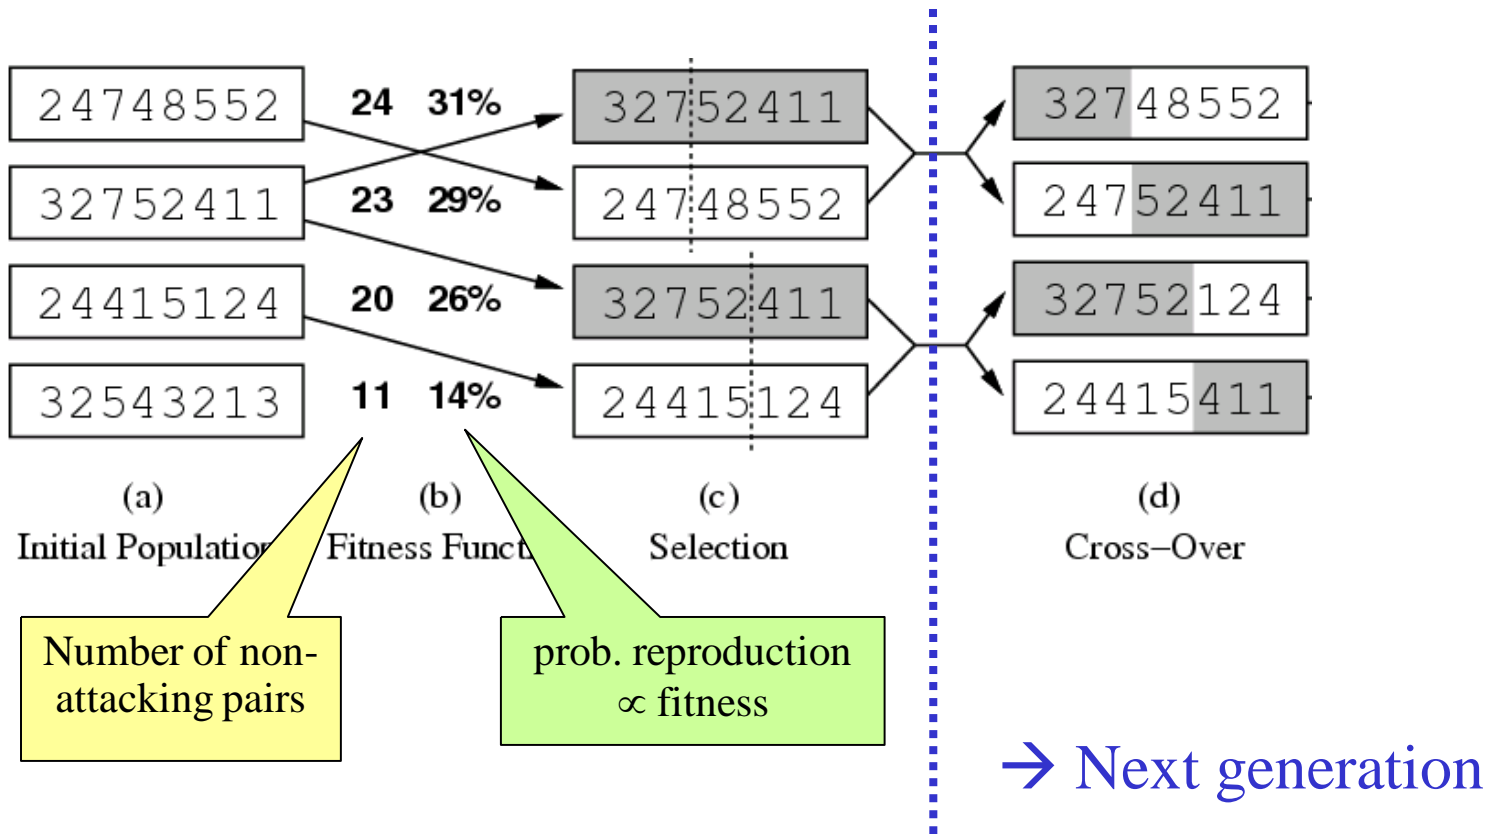 24748552
32752411
24415124
32543213
24 31%
23 29%
20 26%
11 14%
32752411
24748552
32752411
24415124
32748552
24752411
32752124
24415411
(a)
Initial Population
(b)
Fitness Funct
(c)
Selection
(d)
Cross–Over
Number of non-
attacking pairs
prob. reproduction
∝ fitness
→ Next generation